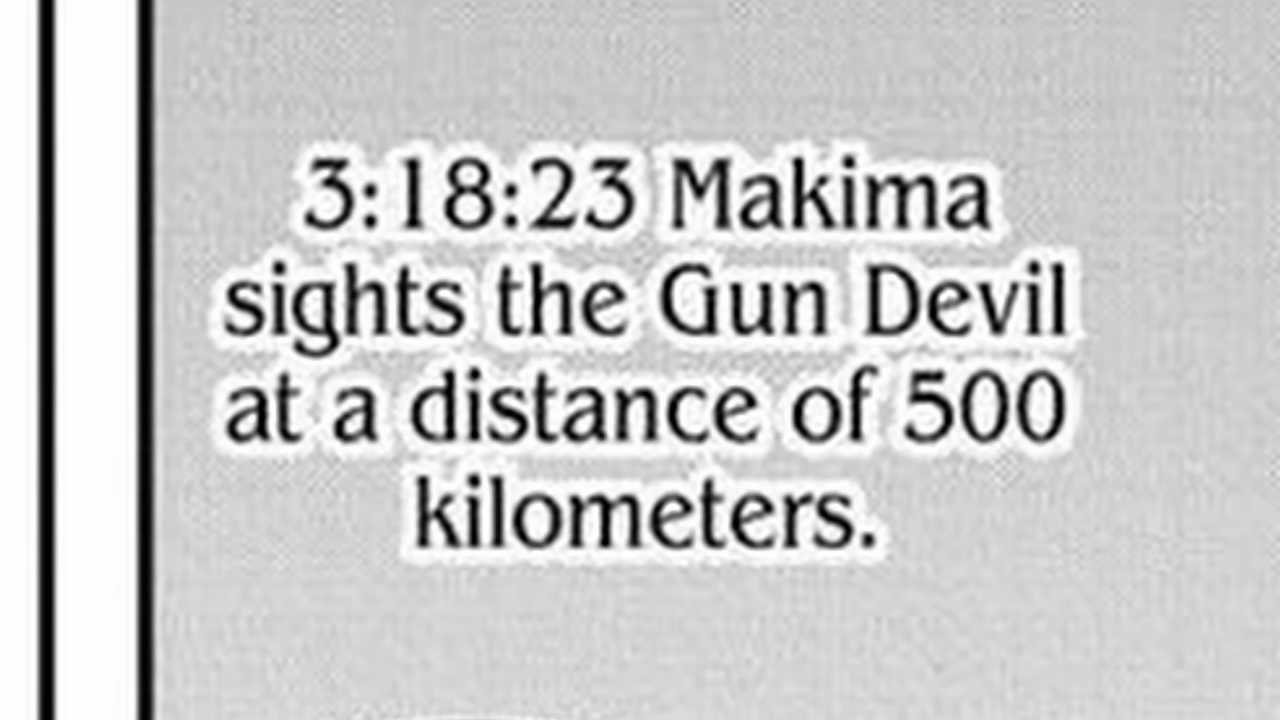 3:18:23 Makima
sights the Gun Devil
at a distance of 500
kilometers.